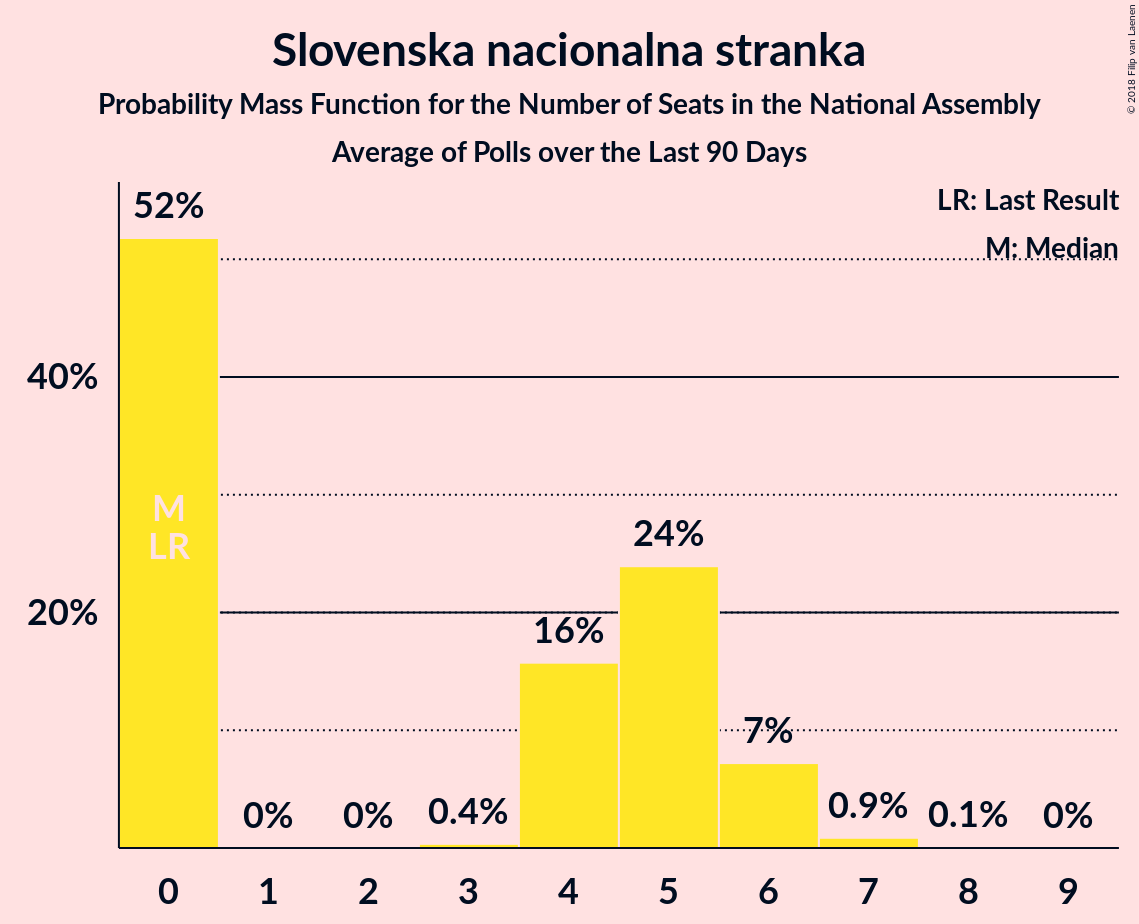 Slovenska nacionalna stranka
Probability Mass Function for the Number of Seats in the National Assembly
Average of Polls over the Last 90 Days
© 2018 Filip van Laenen
LR: Last Result
M: Median
52%
40%
M
LR
24%
20%
16%
7%
0%
0%
0.4%
0.9%
0.1%
0%
0 1 2 3 4 5 6 7 8 9